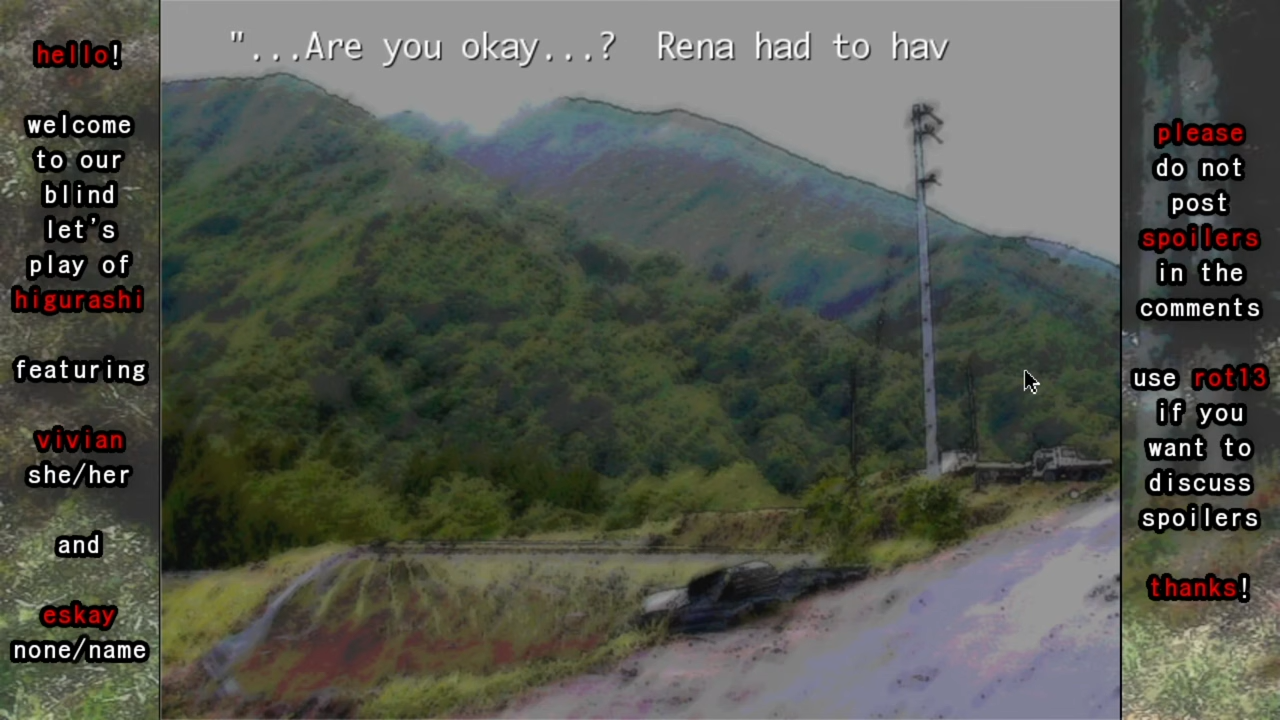 hello!
welcome
to our
blind
let's
play of
higurashi
featuring
vivian
she/her
and
eskay
none/name
"...Are you okay...?  Rena had to hav
please
do not
post
spoilers
in the
comments
use rot13
if you
want to
discuss
spoilers
thanks!